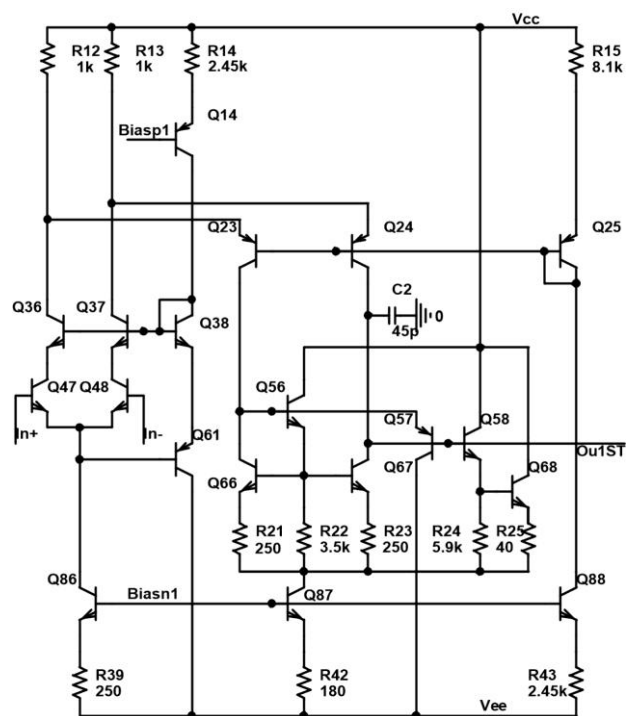 Vcc
R12 R13 R14 R15
1k 1k 2.45k 8.1k
Q14
Biasp1
Q23 Q24 Q25
C2
Q36 Q37 Q38 0
45p
Q47 Q48 Q56 Q57 Q58
In+ In- Q61 Ou1ST
Q66 Q67 Q68
R21 R22 R23 R24 R25
250 3.5k 250 5.9k 40
Q86 Biasn1 Q87 Q88
R39 R42 R43
250 180 2.45k
Vee